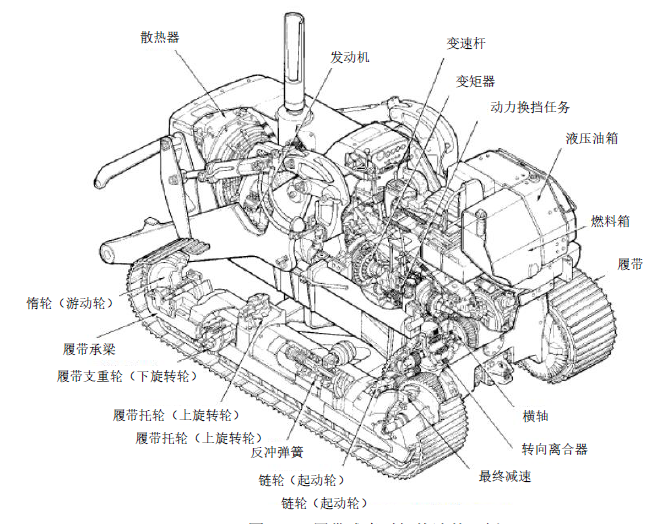 散热器
发动机
变速杆
变矩器
动力换挡任务
液压油箱
燃料箱
履带
惰轮（游动轮）
履带承梁
履带支重轮（下旋转轮）
履带托轮（上旋转轮）
履带托轮（上旋转轮）
反冲弹簧
链轮（起动轮）
链轮（起动轮）
横轴
转向离合器
最终减速